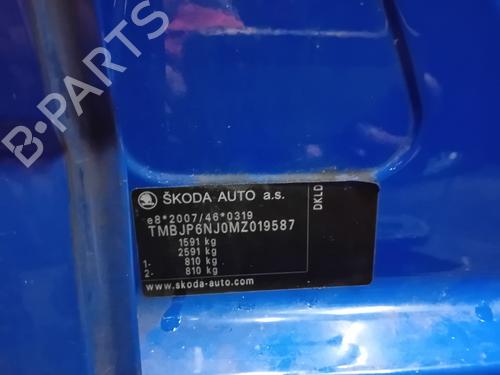 B-PARTS
ŠKODA AUTO a.s.
e8*2007/46*0319
TMBJP6NJ0MZ019587
1591 kg
2591 kg
1- 810 kg
2- 810 kg
www.skoda-auto.com
DKLD